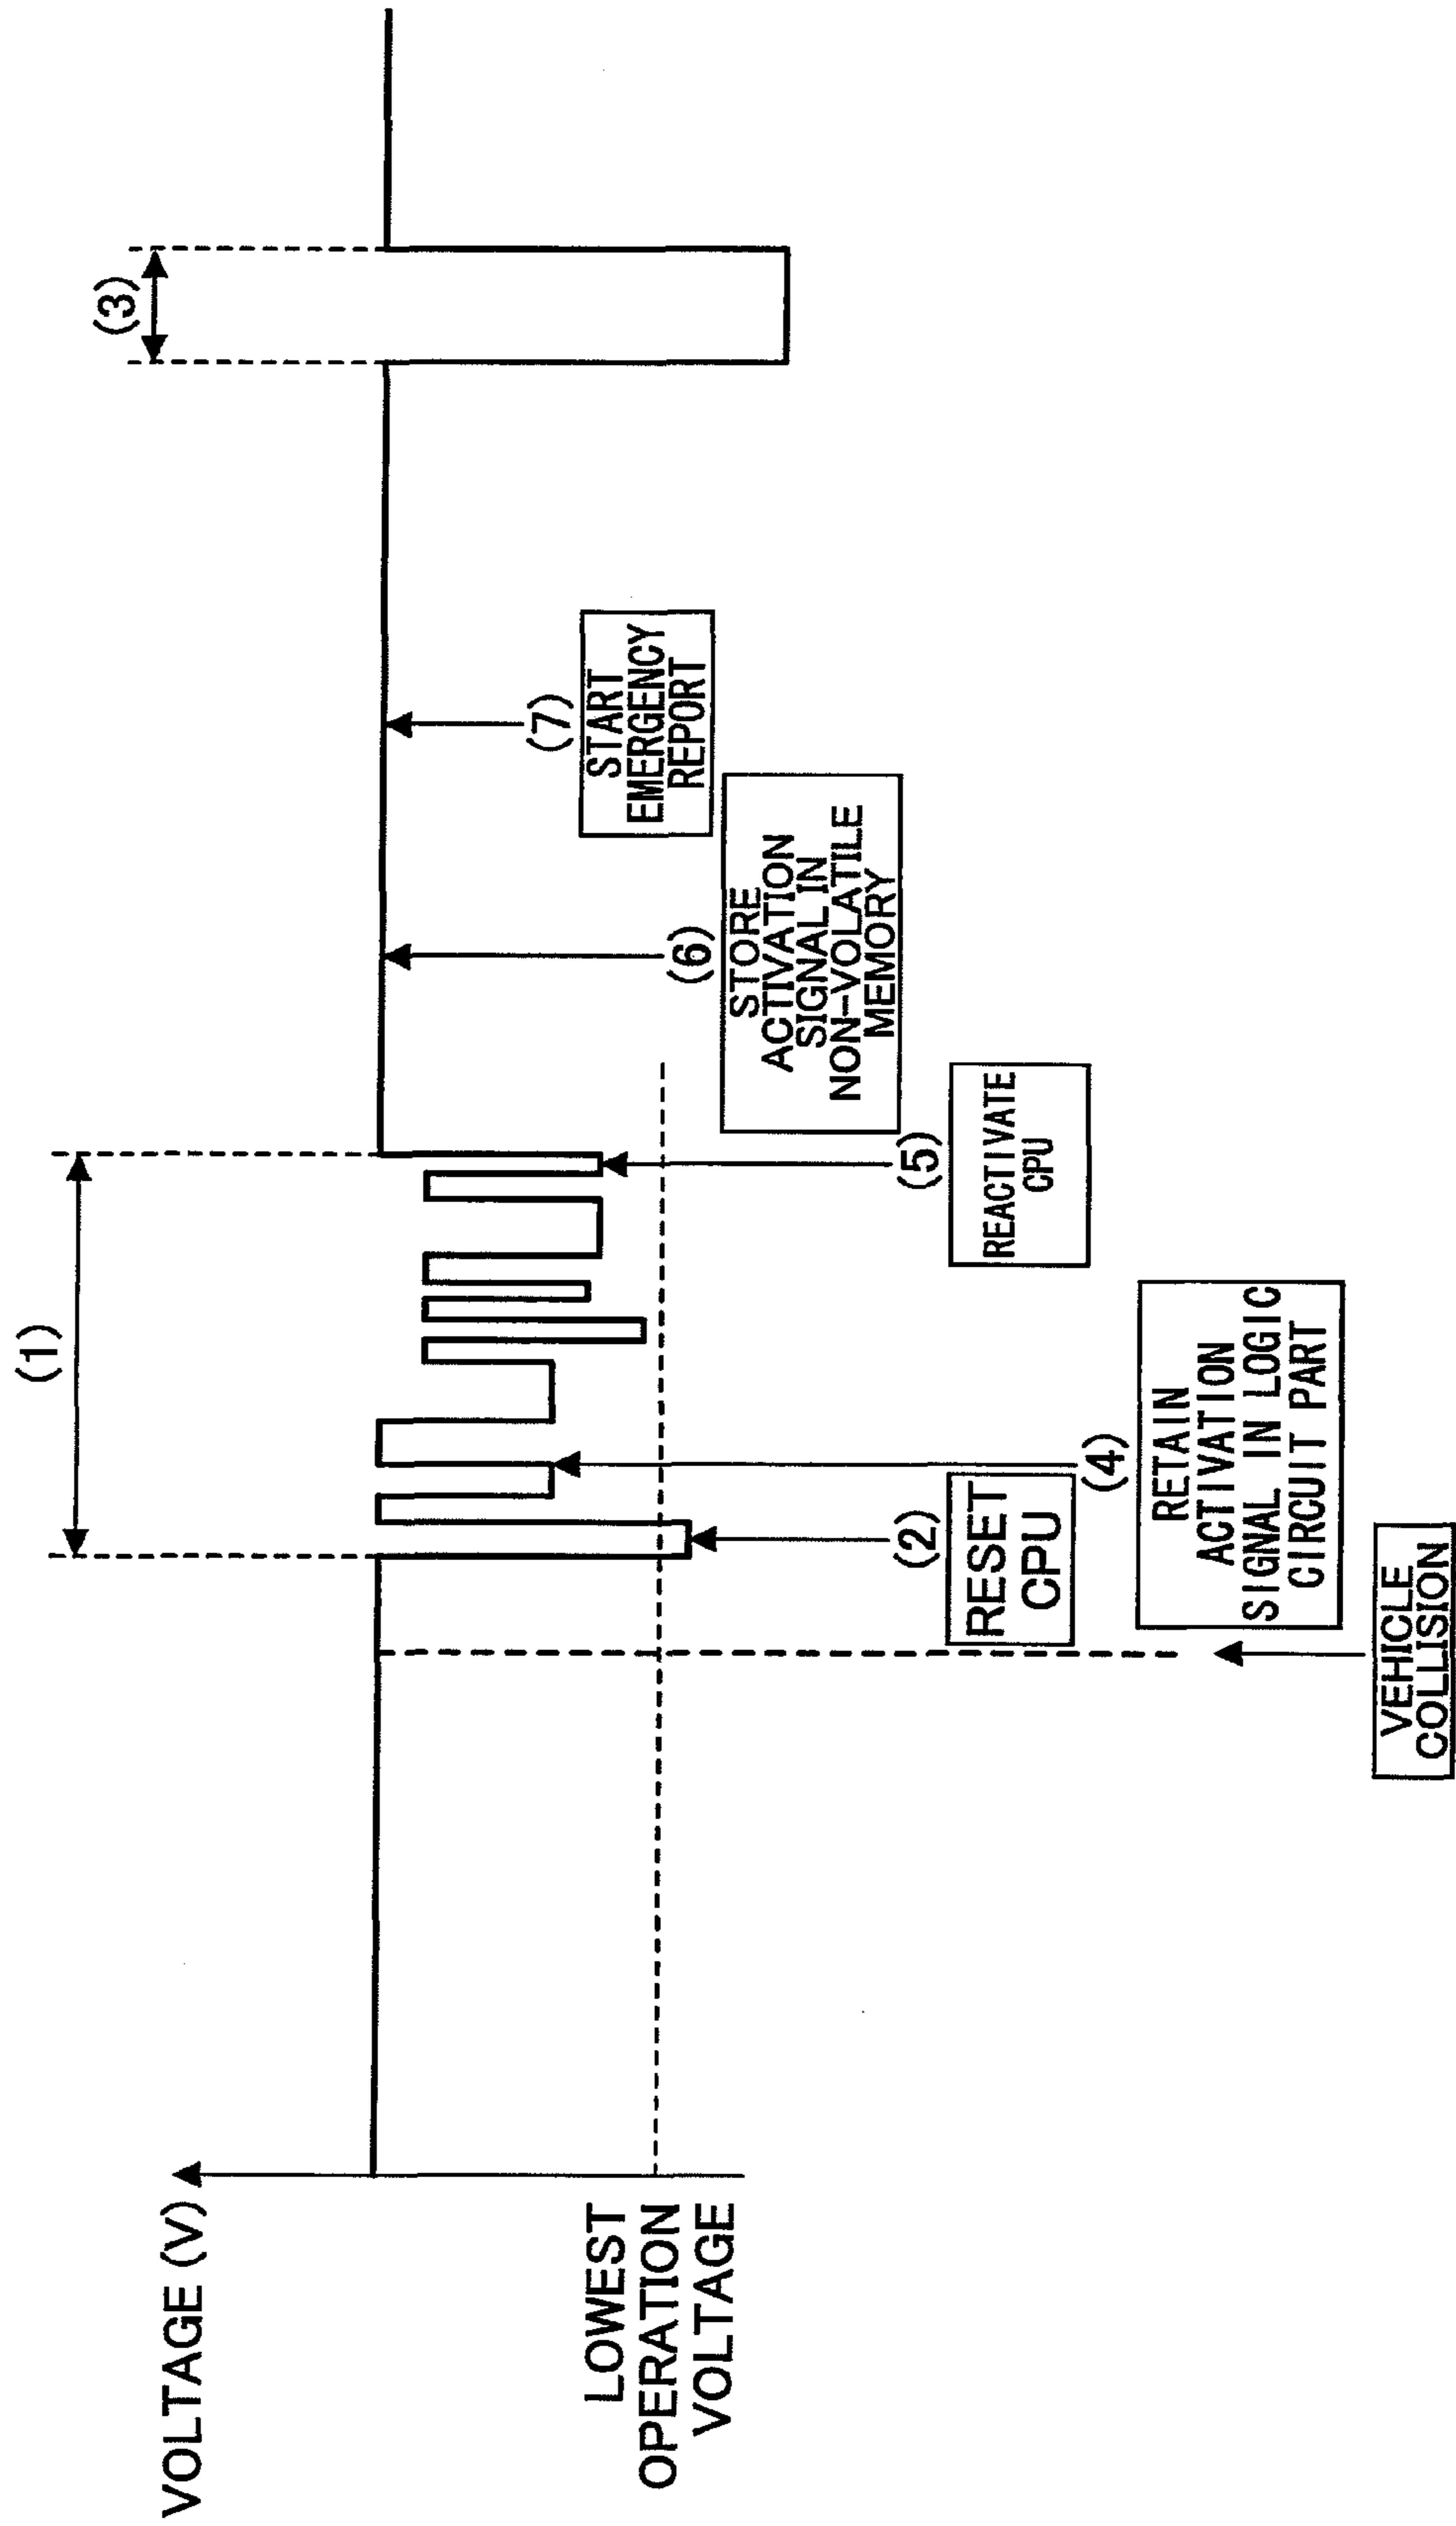 VOLTAGE (V)
LOWEST
OPERATION
VOLTAGE
(1)
(3)
(2)
RESET
CPU
(4)
RETAIN
ACTIVATION
SIGNAL IN LOGIC
CIRCUIT PART
VEHICLE
COLLISION
(5)
REACTIVATE
CPU
(6)
STORE
ACTIVATION
SIGNAL IN
NON-VOLATILE
MEMORY
(7)
START
EMERGENCY
REPORT